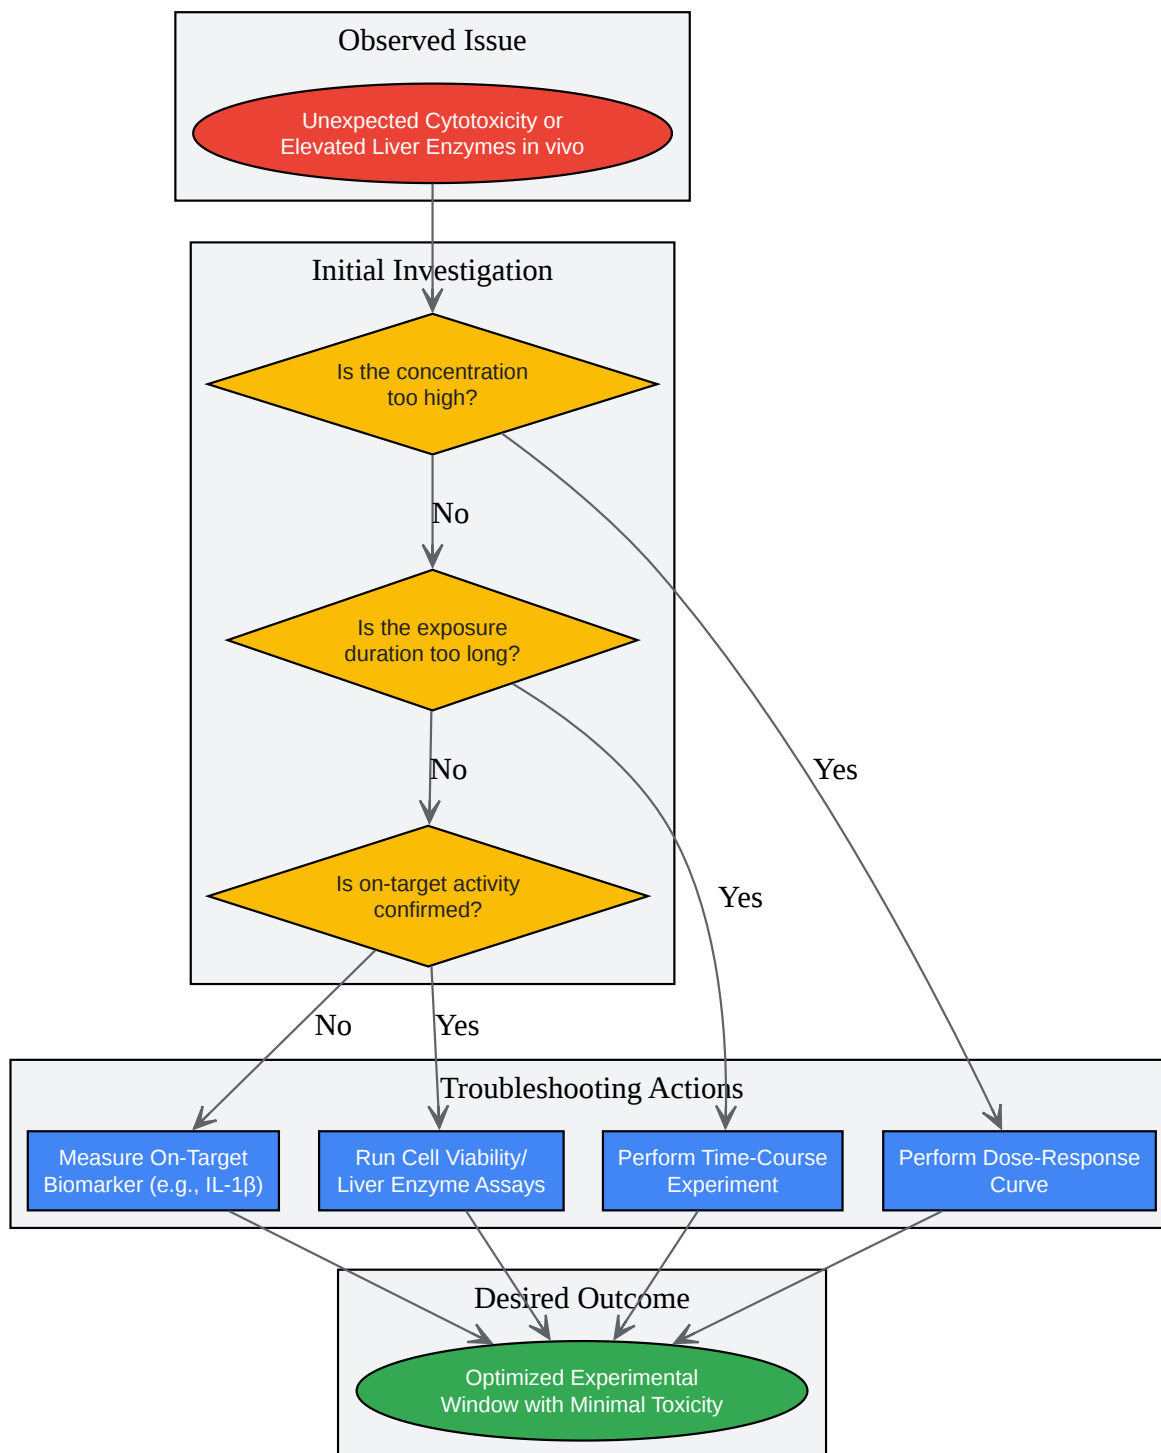 Observed Issue
Unexpected Cytotoxicity or
Elevated Liver Enzymes in vivo
Initial Investigation
Is the concentration
too high?
No
Is the exposure
duration too long?
No
Yes
Is on-target activity
confirmed?
Yes
No
Yes
Troubleshooting Actions
Measure On-Target
Biomarker (e.g., IL-1β)
Run Cell Viability/
Liver Enzyme Assays
Perform Time-Course
Experiment
Perform Dose-Response
Curve
Desired Outcome
Optimized Experimental
Window with Minimal Toxicity